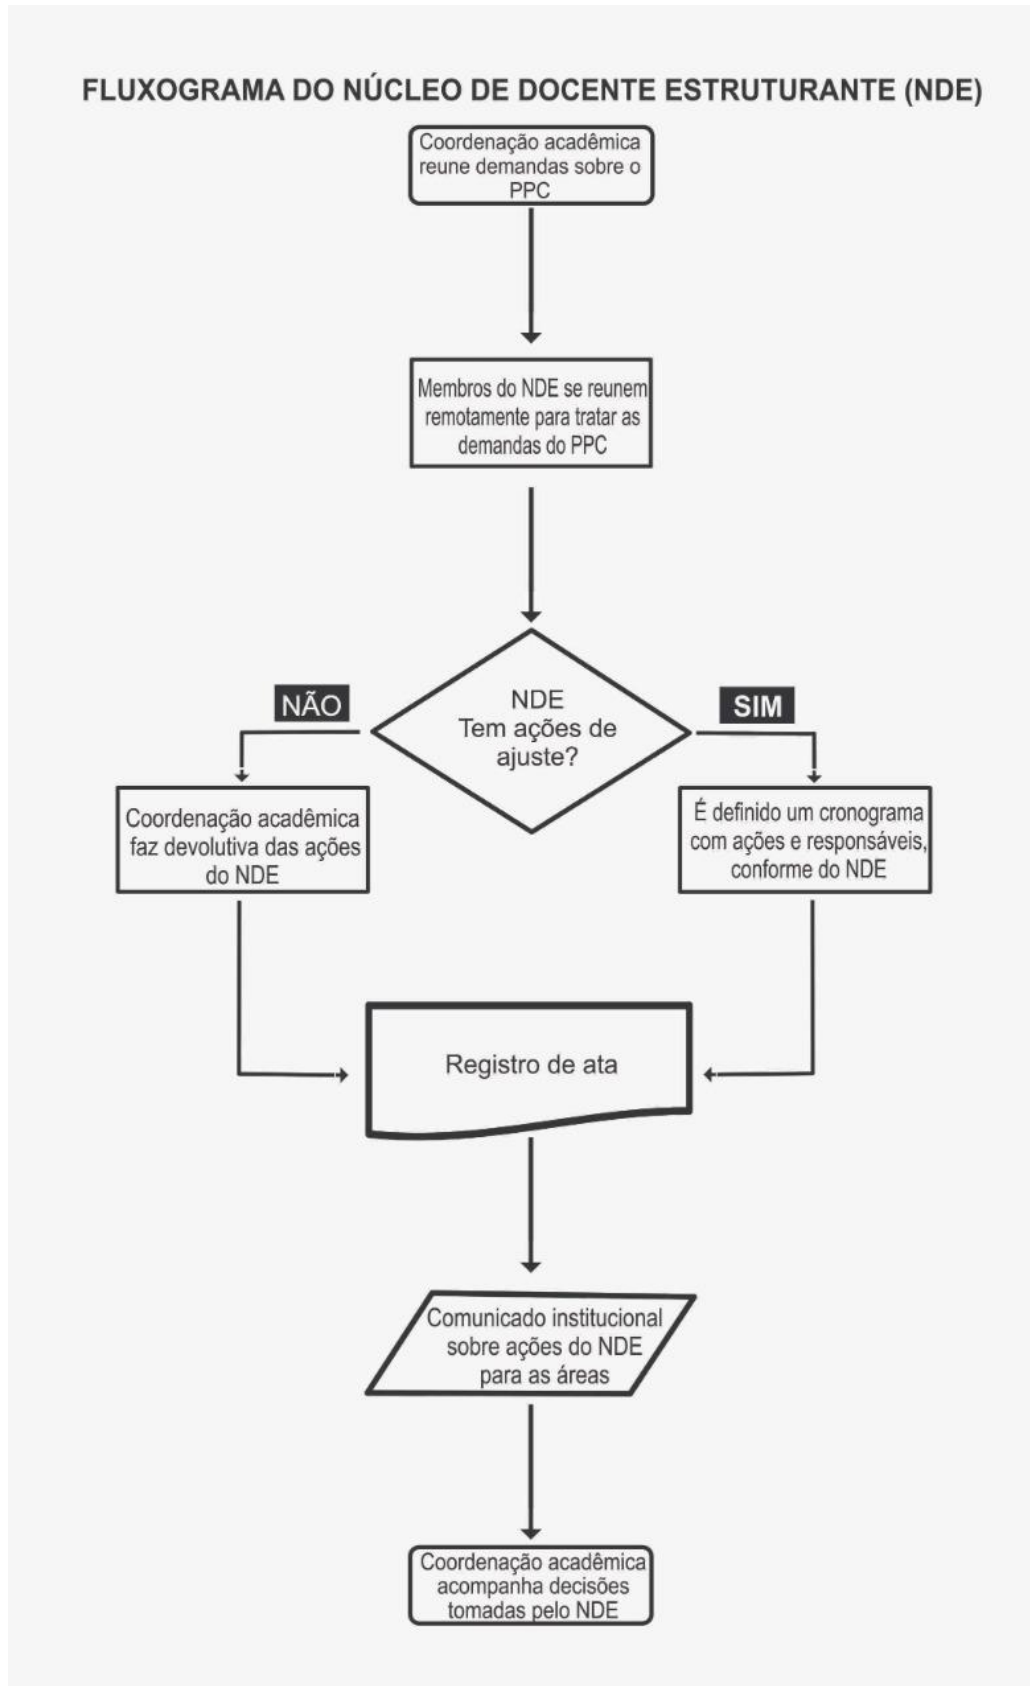 FLUXOGRAMA DO NÚCLEO DE DOCENTE ESTRUTURANTE (NDE)
Coordenação acadêmica
reune demandas sobre o
PPC
Membros do NDE se reunem
remotamente para tratar as
demandas do PPC
NDE
Tem ações de
ajuste?
NÃO
SIM
Coordenação acadêmica
faz devolutiva das ações
do NDE
É definido um cronograma
com ações e responsáveis,
conforme do NDE
Registro de ata
Comunicado institucional
sobre ações do NDE
para as áreas
Coordenação acadêmica
acompanha decisões
tomadas pelo NDE